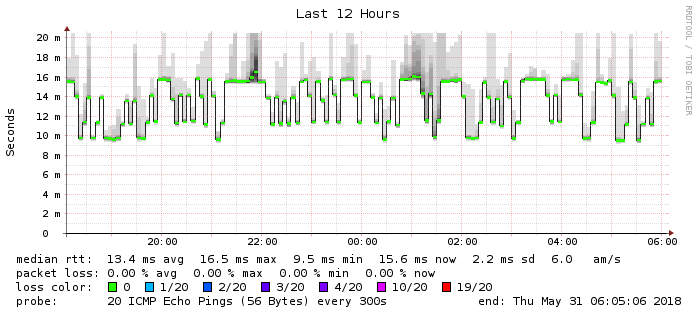 Last 12 Hours
RRDTOOL / TOBI OETIKER
Seconds
20 m
18 m
16 m
14 m
12 m
10 m
8 m
6 m
4 m
2 m
0
20:00 22:00 00:00 02:00 04:00 06:00
median rtt: 13.4 ms avg 16.5 ms max 9.5 ms min 15.6 ms now 2.2 ms sd 6.0 am/s
packet loss: 0.00 % avg 0.00 % max 0.00 % min 0.00 % now
loss color: 0 1/20 2/20 3/20 4/20 10/20 19/20
probe: 20 ICMP Echo Pings (56 Bytes) every 300s end: Thu May 31 06:05:06 2018